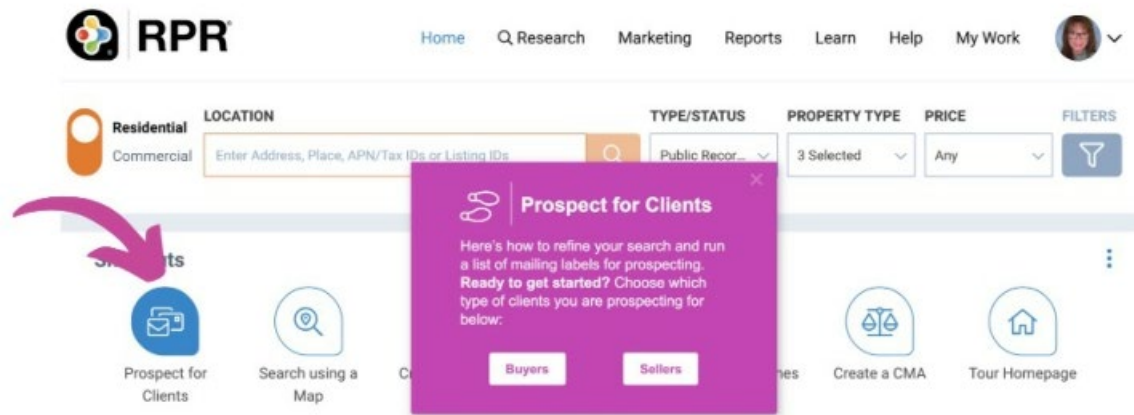 RPR
Home Research Marketing Reports Learn Help My Work
Residential
Commercial
LOCATION
Enter Address, Place, APN/Tax IDs or Listing IDs
TYPE/STATUS
Public Recor...
PROPERTY TYPE
3 Selected
PRICE
Any
FILTERS
Prospect for Clients
Here's how to refine your search and run
a list of mailing labels for prospecting.
Ready to get started? Choose which
type of clients you are prospecting for
below:
Buyers Sellers
Prospect for
Clients
Search using a
Map
Create a CMA
Tour Homepage